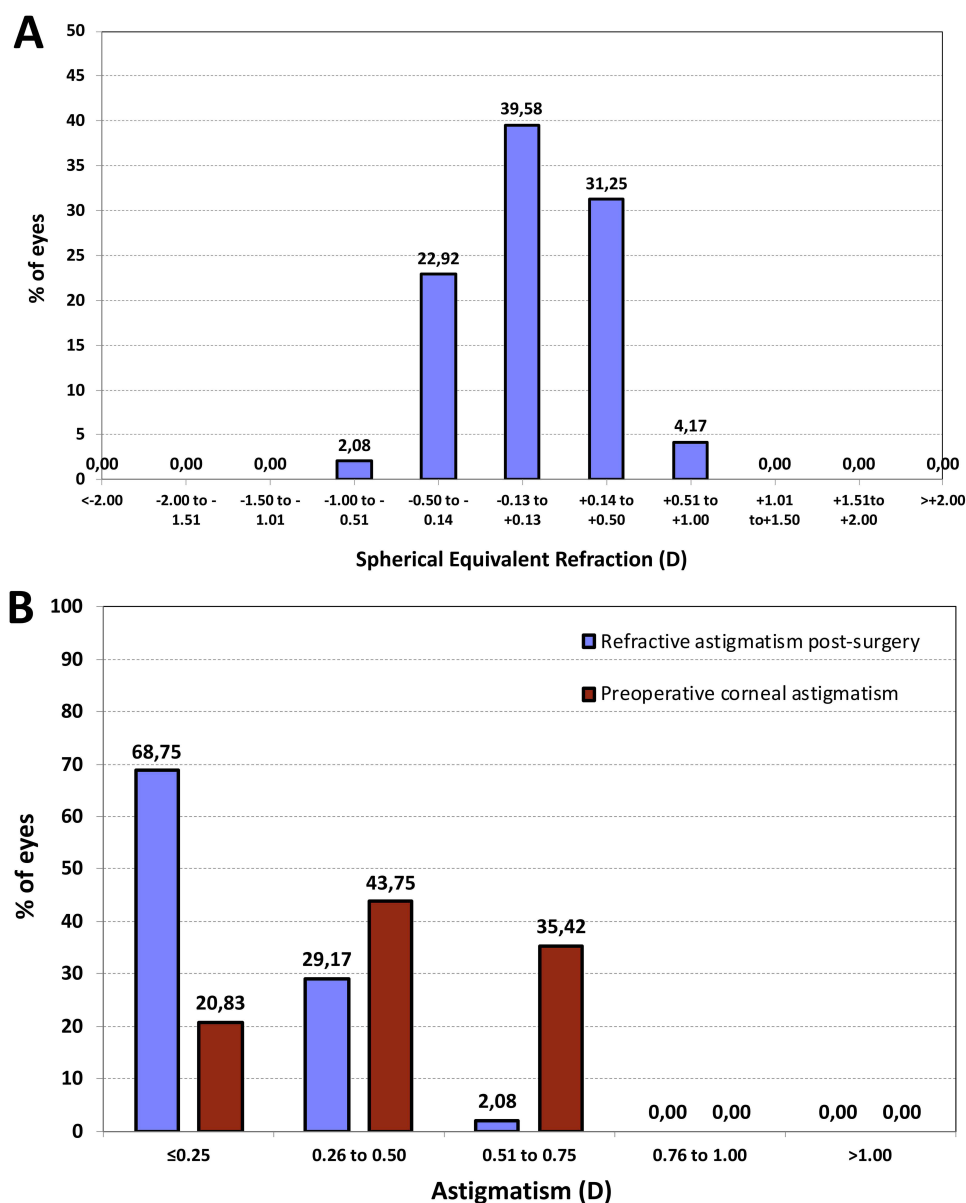 A
50
45
40
35
30
25
20
15
10
5
0
% of eyes
0,00
0,00
0,00
2,08
22,92
39,58
31,25
4,17
0,00
0,00
0,00
<-2.00
-2.00 to -
1.51
-1.50 to -
1.01
-1.00 to -
0.51
-0.50 to -
0.14
-0.13 to
+0.13
+0.14 to
+0.50
+0.51 to
+1.00
+1.01
to+1.50
+1.51to
+2.00
>+2.00
Spherical Equivalent Refraction (D)
B
100
90
80
70
60
50
40
30
20
10
0
% of eyes
Refractive astigmatism post-surgery
Preoperative corneal astigmatism
68,75
20,83
29,17
43,75
2,08
35,42
0,00
0,00
0,00
0,00
≤0.25
0.26 to 0.50
0.51 to 0.75
0.76 to 1.00
>1.00
Astigmatism (D)